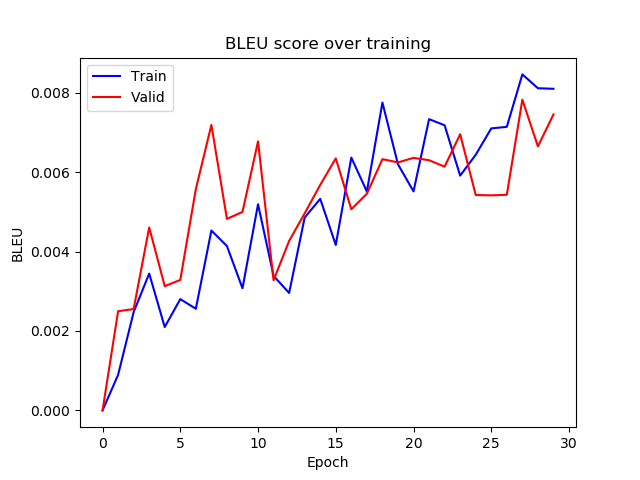 BLEU score over training
Train
Valid
0.008
0.006
0.004
0.002
0.000
BLEU
0 5 10 15 20 25 30
Epoch